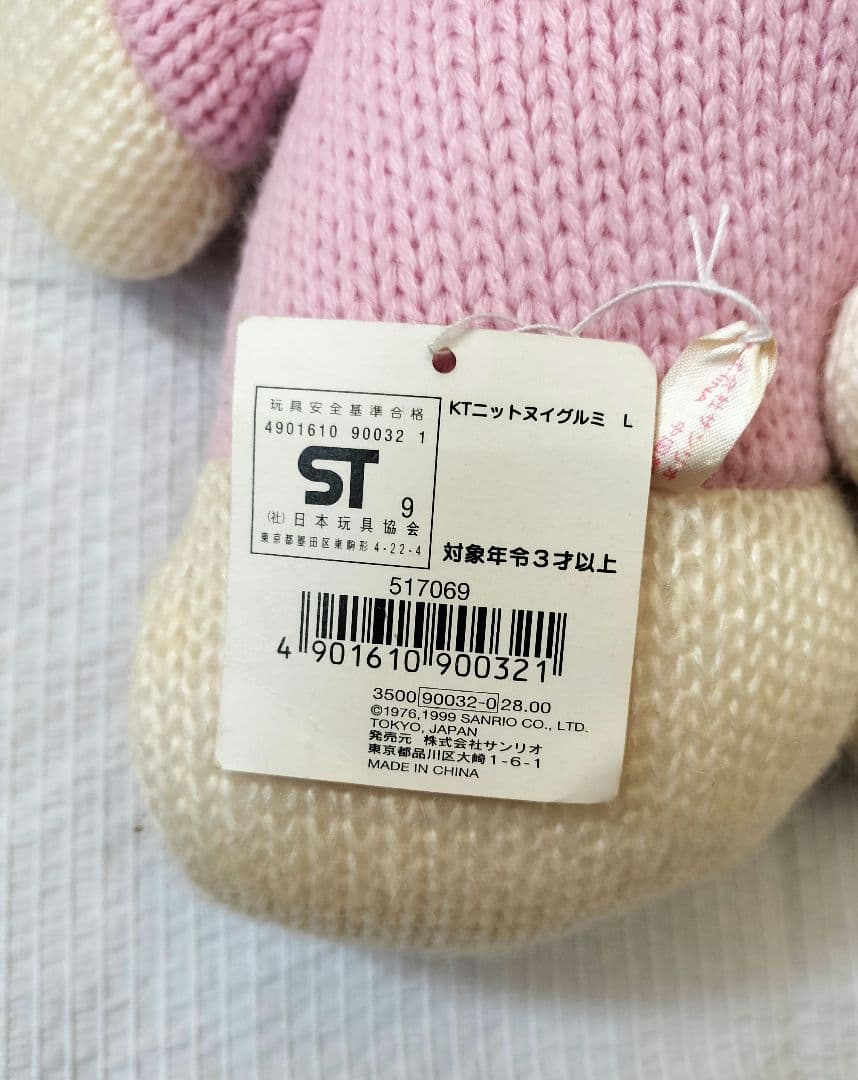 玩具安全基準合格
4901610 90032 1
ST 9
(社)日本玩具協会
東京都墨田区東駒形4-22-4
KTニットヌイグルミ L
対象年令3才以上
517069
4 901610 900321
3500 90032-0 28.00
©1976,1999 SANRIO CO., LTD.
TOKYO, JAPAN
発売元 株式会社サンリオ
東京都品川区大崎1-6-1
MADE IN CHINA